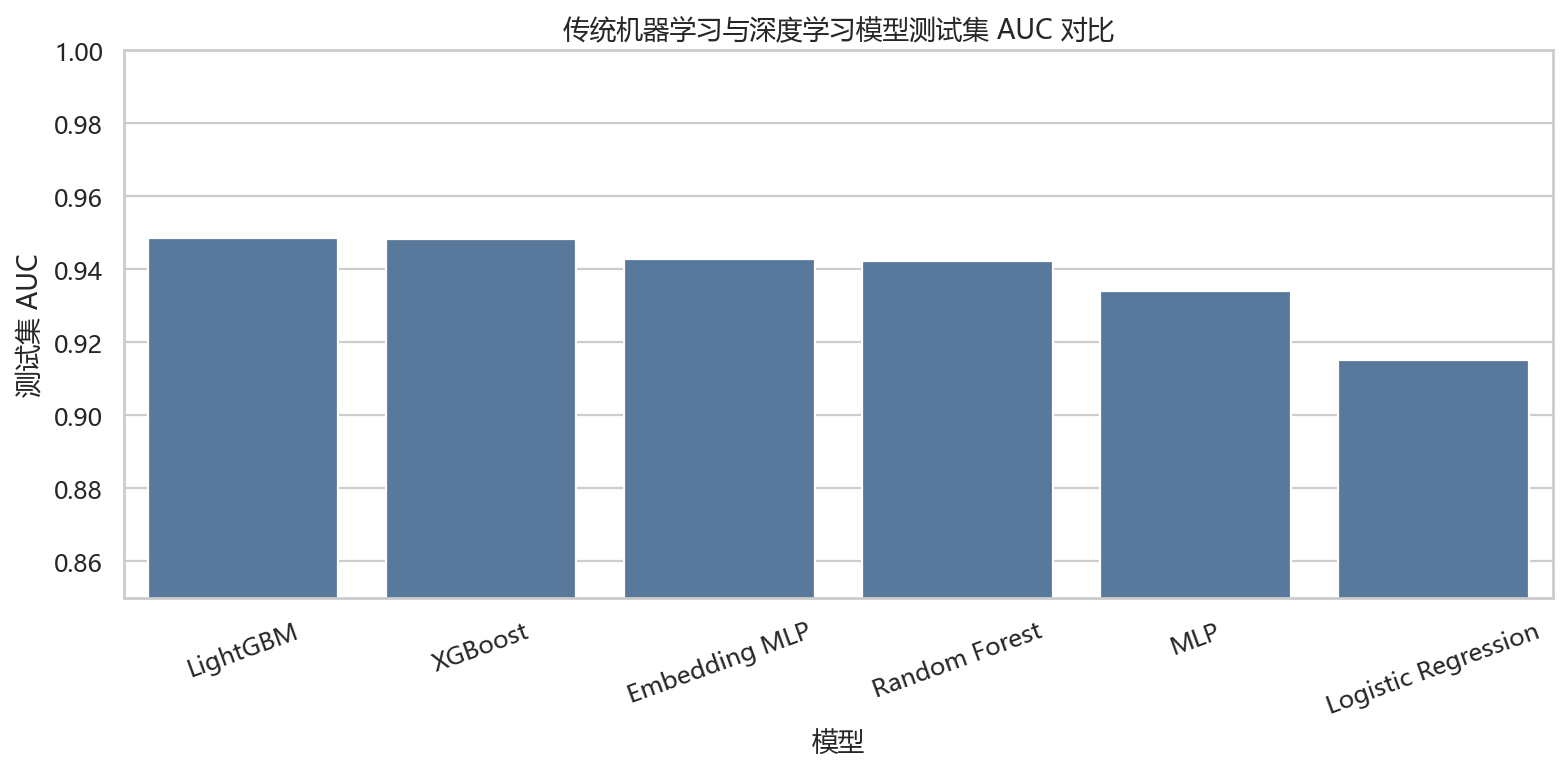 传统机器学习与深度学习模型测试集 AUC 对比
1.00
0.98
0.96
0.94
0.92
0.90
0.88
0.86
测试集 AUC
LightGBM
XGBoost
Embedding MLP
Random Forest
MLP
Logistic Regression
模型